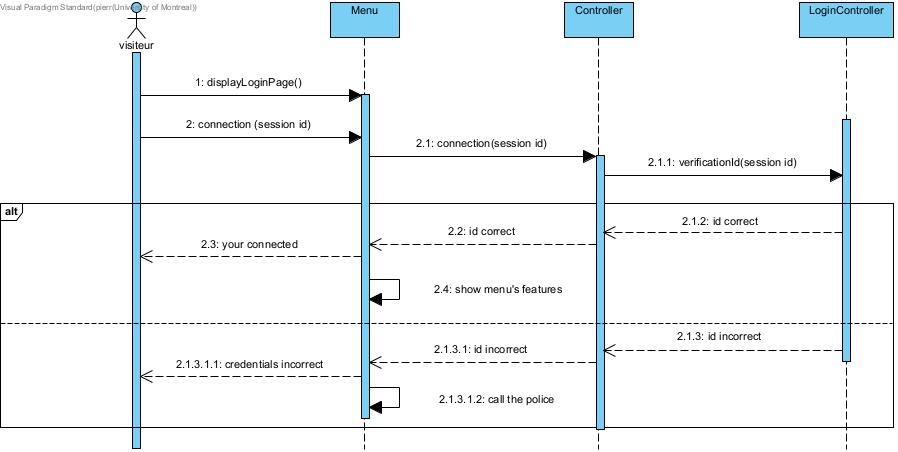 Visual Paradigm Standard(pierr(University of Montreal))
Menu
Controller
LoginController
visiteur
1: displayLoginPage()
2: connection (session id)
2.1: connection(session id)
2.1.1: verificationId(session id)
alt
2.1.2: id correct
2.2: id correct
2.3: your connected
2.4: show menu's features
2.1.3: id incorrect
2.1.3.1: id incorrect
2.1.3.1.1: credentials incorrect
2.1.3.1.2: call the police